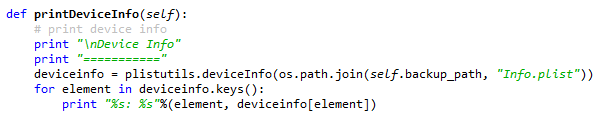 def printDeviceInfo(self):
    # print device info
    print "\nDevice Info"
    print "==========="
    deviceinfo = plistutils.deviceInfo(os.path.join(self.backup_path, "Info.plist"))
    for element in deviceinfo.keys():
        print "%s: %s"%(element, deviceinfo[element])